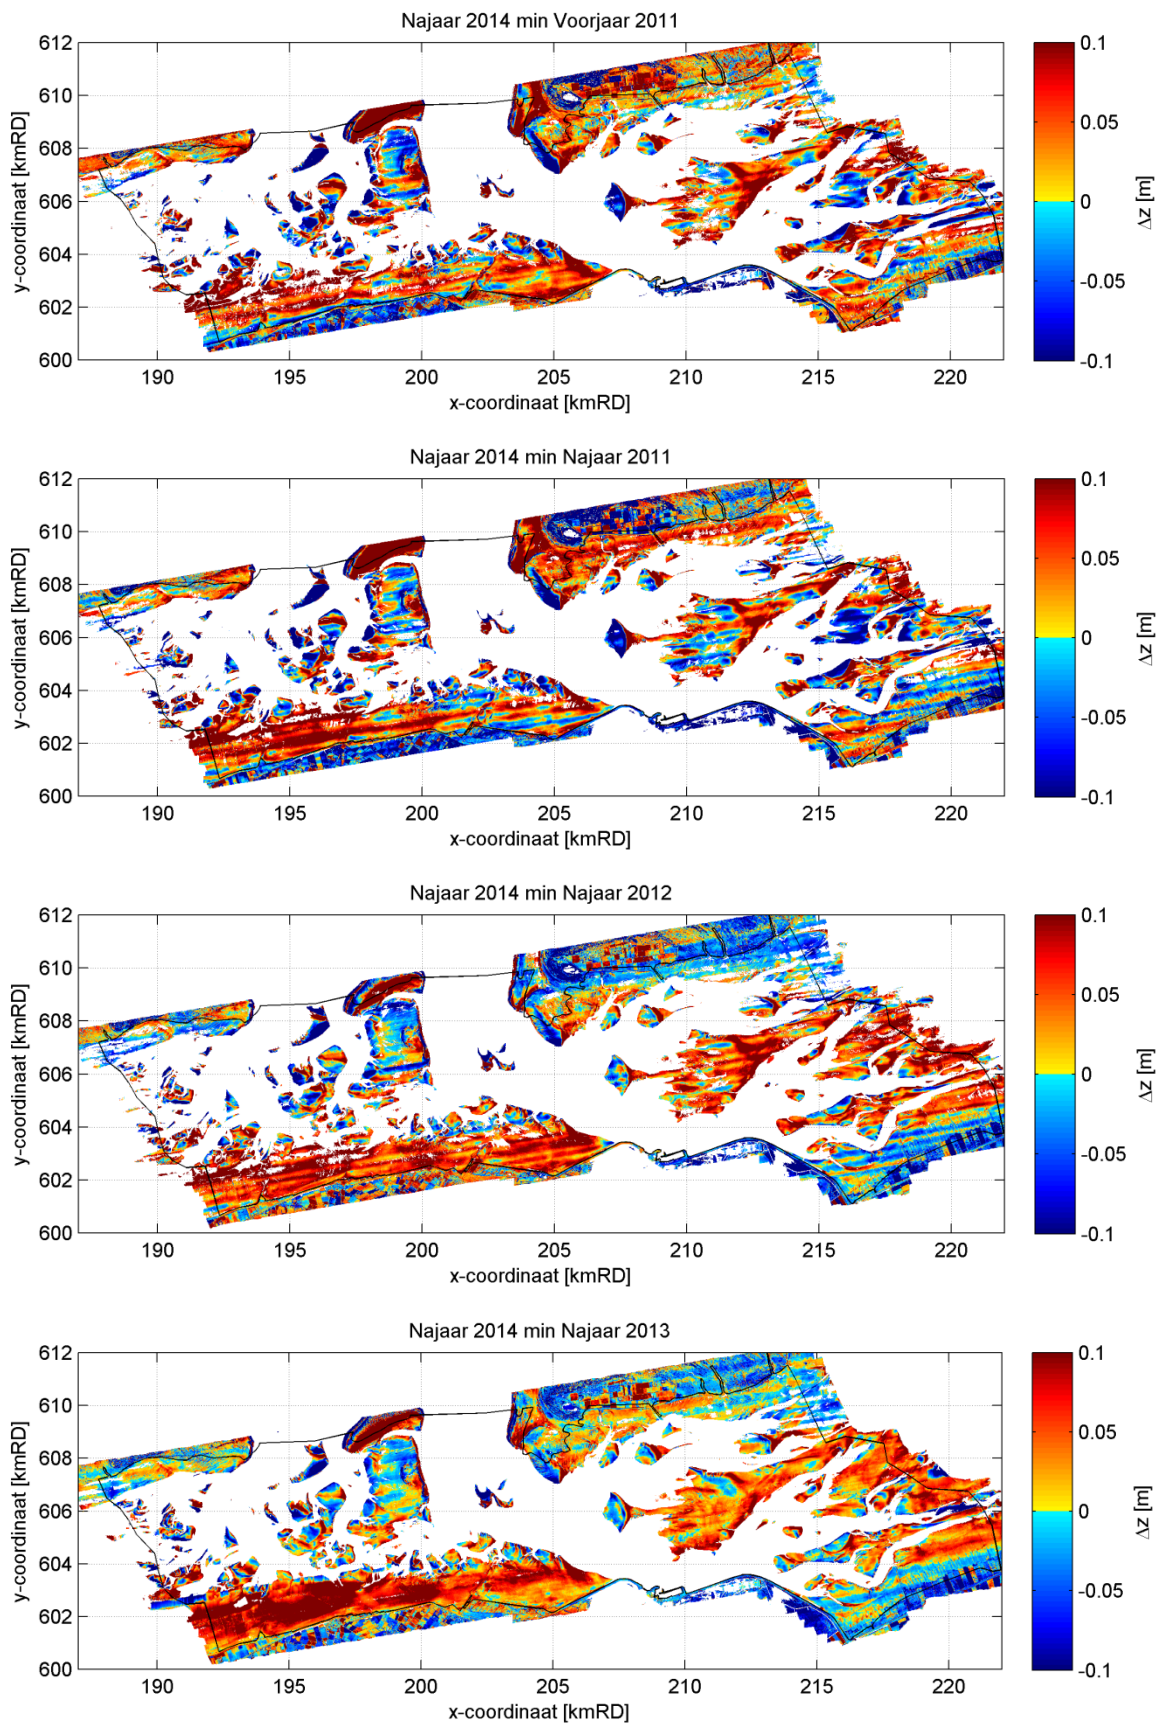 Najaar 2014 min Voorjaar 2011
612
610
608
606
604
602
600
y-coordinaat [kmRD]
190 195 200 205 210 215 220
x-coordinaat [kmRD]
0.1
0.05
0
-0.05
-0.1
Δz [m]
Najaar 2014 min Najaar 2011
612
610
608
606
604
602
600
y-coordinaat [kmRD]
190 195 200 205 210 215 220
x-coordinaat [kmRD]
0.1
0.05
0
-0.05
-0.1
Δz [m]
Najaar 2014 min Najaar 2012
612
610
608
606
604
602
600
y-coordinaat [kmRD]
190 195 200 205 210 215 220
x-coordinaat [kmRD]
0.1
0.05
0
-0.05
-0.1
Δz [m]
Najaar 2014 min Najaar 2013
612
610
608
606
604
602
600
y-coordinaat [kmRD]
190 195 200 205 210 215 220
x-coordinaat [kmRD]
0.1
0.05
0
-0.05
-0.1
Δz [m]